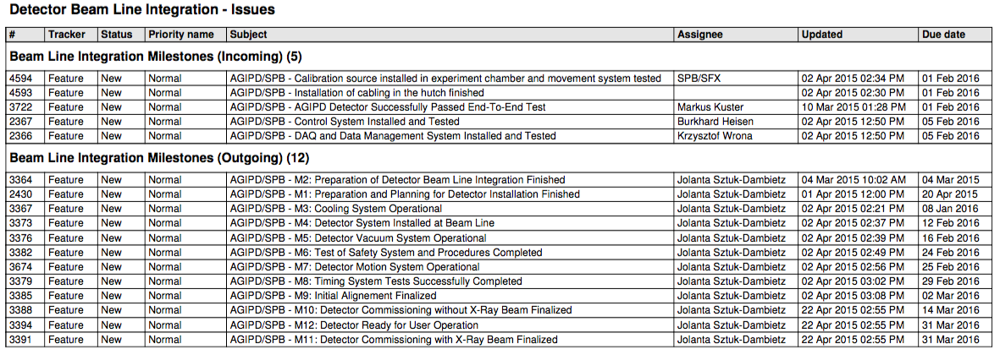 Detector Beam Line Integration - Issues
# Tracker Status Priority name Subject Assignee Updated Due date
Beam Line Integration Milestones (Incoming) (5)
4594 Feature New Normal AGIPD/SPB - Calibration source installed in experiment chamber and movement system tested SPB/SFX 02 Apr 2015 02:34 PM 01 Feb 2016
4593 Feature New Normal AGIPD/SPB - Installation of cabling in the hutch finished 02 Apr 2015 02:30 PM 01 Feb 2016
3722 Feature New Normal AGIPD/SPB - AGIPD Detector Successfully Passed End-To-End Test Markus Kuster 10 Mar 2015 01:28 PM 01 Feb 2016
2367 Feature New Normal AGIPD/SPB - Control System Installed and Tested Burkhard Heisen 02 Apr 2015 12:50 PM 05 Feb 2016
2366 Feature New Normal AGIPD/SPB - DAQ and Data Management System Installed and Tested Krzysztof Wrona 02 Apr 2015 12:50 PM 05 Feb 2016
Beam Line Integration Milestones (Outgoing) (12)
3364 Feature New Normal AGIPD/SPB - M2: Preparation of Detector Beam Line Integration Finished Jolanta Sztuk-Dambietz 04 Mar 2015 10:02 AM 04 Mar 2015
2430 Feature New Normal AGIPD/SPB - M1: Preparation and Planning for Detector Installation Finished Jolanta Sztuk-Dambietz 01 Apr 2015 12:00 PM 20 Apr 2015
3367 Feature New Normal AGIPD/SPB - M3: Cooling System Operational Jolanta Sztuk-Dambietz 02 Apr 2015 02:21 PM 08 Jan 2016
3373 Feature New Normal AGIPD/SPB - M4: Detector System Installed at Beam Line Jolanta Sztuk-Dambietz 02 Apr 2015 02:37 PM 12 Feb 2016
3376 Feature New Normal AGIPD/SPB - M5: Detector Vacuum System Operational Jolanta Sztuk-Dambietz 02 Apr 2015 02:39 PM 16 Feb 2016
3382 Feature New Normal AGIPD/SPB - M6: Test of Safety System and Procedures Completed Jolanta Sztuk-Dambietz 02 Apr 2015 02:49 PM 24 Feb 2016
3674 Feature New Normal AGIPD/SPB - M7: Detector Motion System Operational Jolanta Sztuk-Dambietz 02 Apr 2015 02:56 PM 25 Feb 2016
3379 Feature New Normal AGIPD/SPB - M8: Timing System Tests Successfully Completed Jolanta Sztuk-Dambietz 02 Apr 2015 03:02 PM 29 Feb 2016
3385 Feature New Normal AGIPD/SPB - M9: Initial Alignement Finalized Jolanta Sztuk-Dambietz 02 Apr 2015 03:08 PM 02 Mar 2016
3388 Feature New Normal AGIPD/SPB - M10: Detector Commissioning without X-Ray Beam Finalized Jolanta Sztuk-Dambietz 22 Apr 2015 02:55 PM 14 Mar 2016
3394 Feature New Normal AGIPD/SPB - M12: Detector Ready for User Operation Jolanta Sztuk-Dambietz 22 Apr 2015 02:55 PM 31 Mar 2016
3391 Feature New Normal AGIPD/SPB - M11: Detector Commissioning with X-Ray Beam Finalized Jolanta Sztuk-Dambietz 22 Apr 2015 02:55 PM 31 Mar 2016